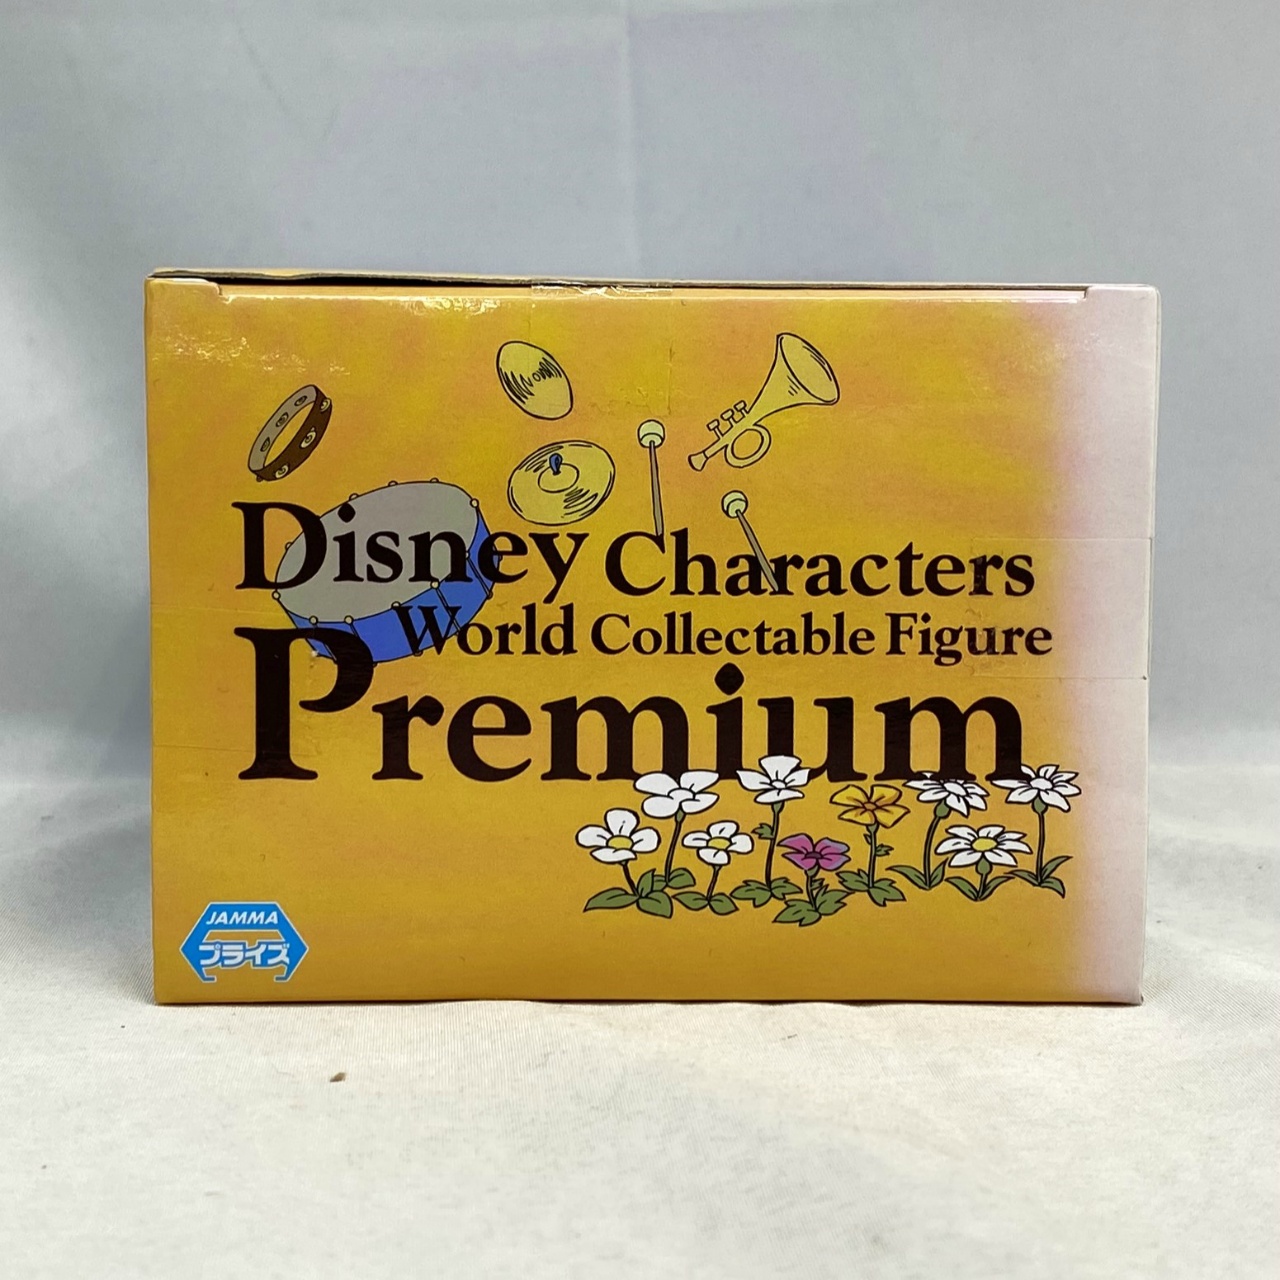 Disney Characters
World Collectable Figure
Premium
JAMMA
プライズ